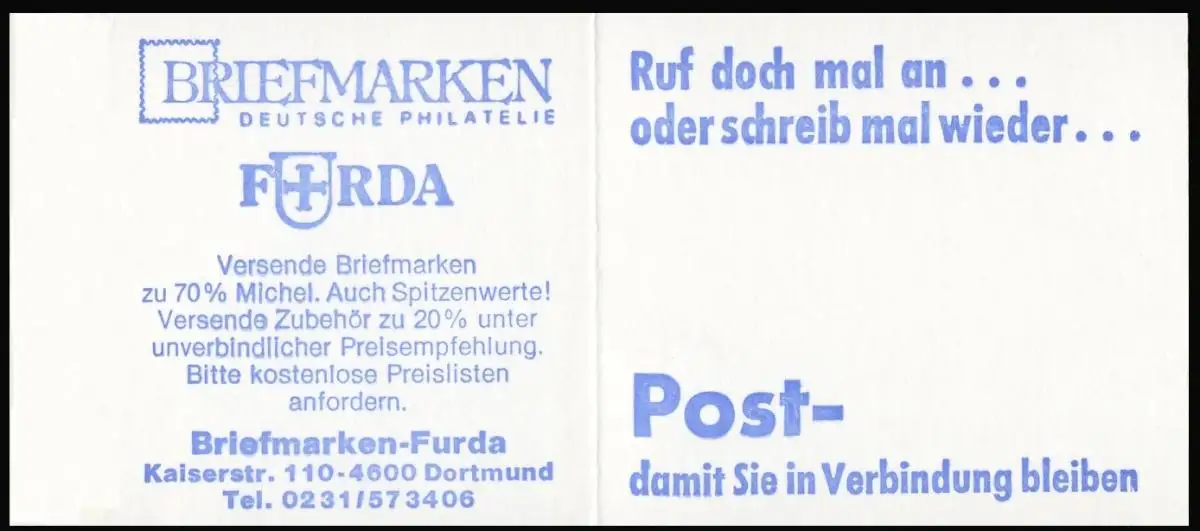 BRIEFMARKEN
DEUTSCHE PHILATELIE
FURDA
Versende Briefmarken
zu 70% Michel. Auch Spitzenwerte!
Versende Zubehör zu 20% unter
unverbindlicher Preisempfehlung.
Bitte kostenlose Preislisten
anfordern.
Briefmarken-Furda
Kaiserstr. 110-4600 Dortmund
Tel. 0231/573406
Ruf doch mal an...
oder schreib mal wieder...
Post-
damit Sie in Verbindung bleiben